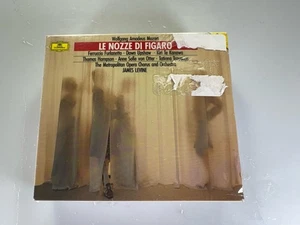 Wolfgang Amadeus Mozart
LE NOZZE DI FIGARO
Ferruccio Furlanetto · Dawn Upshaw · Kiri Te Kanawa
Thomas Hampson · Anne Sofie von Otter · Tatiana
The Metropolitan Opera Chorus and Orchestra
JAMES LEVINE